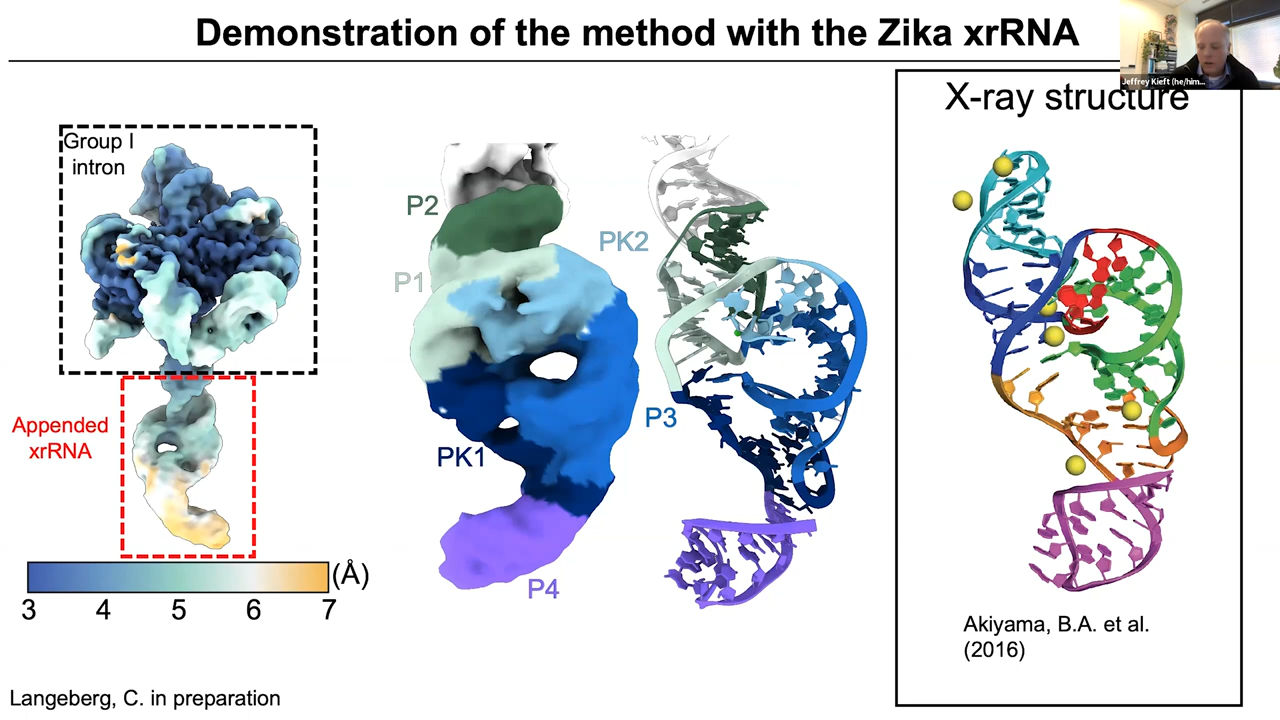 Demonstration of the method with the Zika xrRNA
Jeffrey Kieft (he/him...
X-ray structure
Group I
intron
P2
PK2
P1
Appended
xrRNA
P3
PK1
P4
(Å)
3 4 5 6 7
Akiyama, B.A. et al.
(2016)
Langeberg, C. in preparation